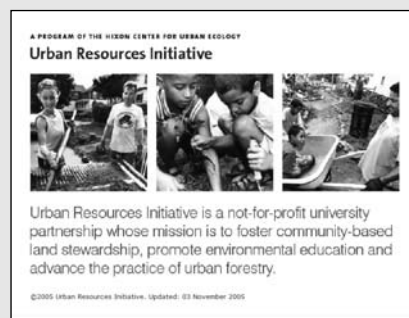 A PROGRAM OF THE HIXON CENTER FOR URBAN ECOLOGY
Urban Resources Initiative
Urban Resources Initiative is a not-for-profit university
partnership whose mission is to foster community-based
land stewardship, promote environmental education and
advance the practice of urban forestry.
©2005 Urban Resources Initiative. Updated: 03 November 2005